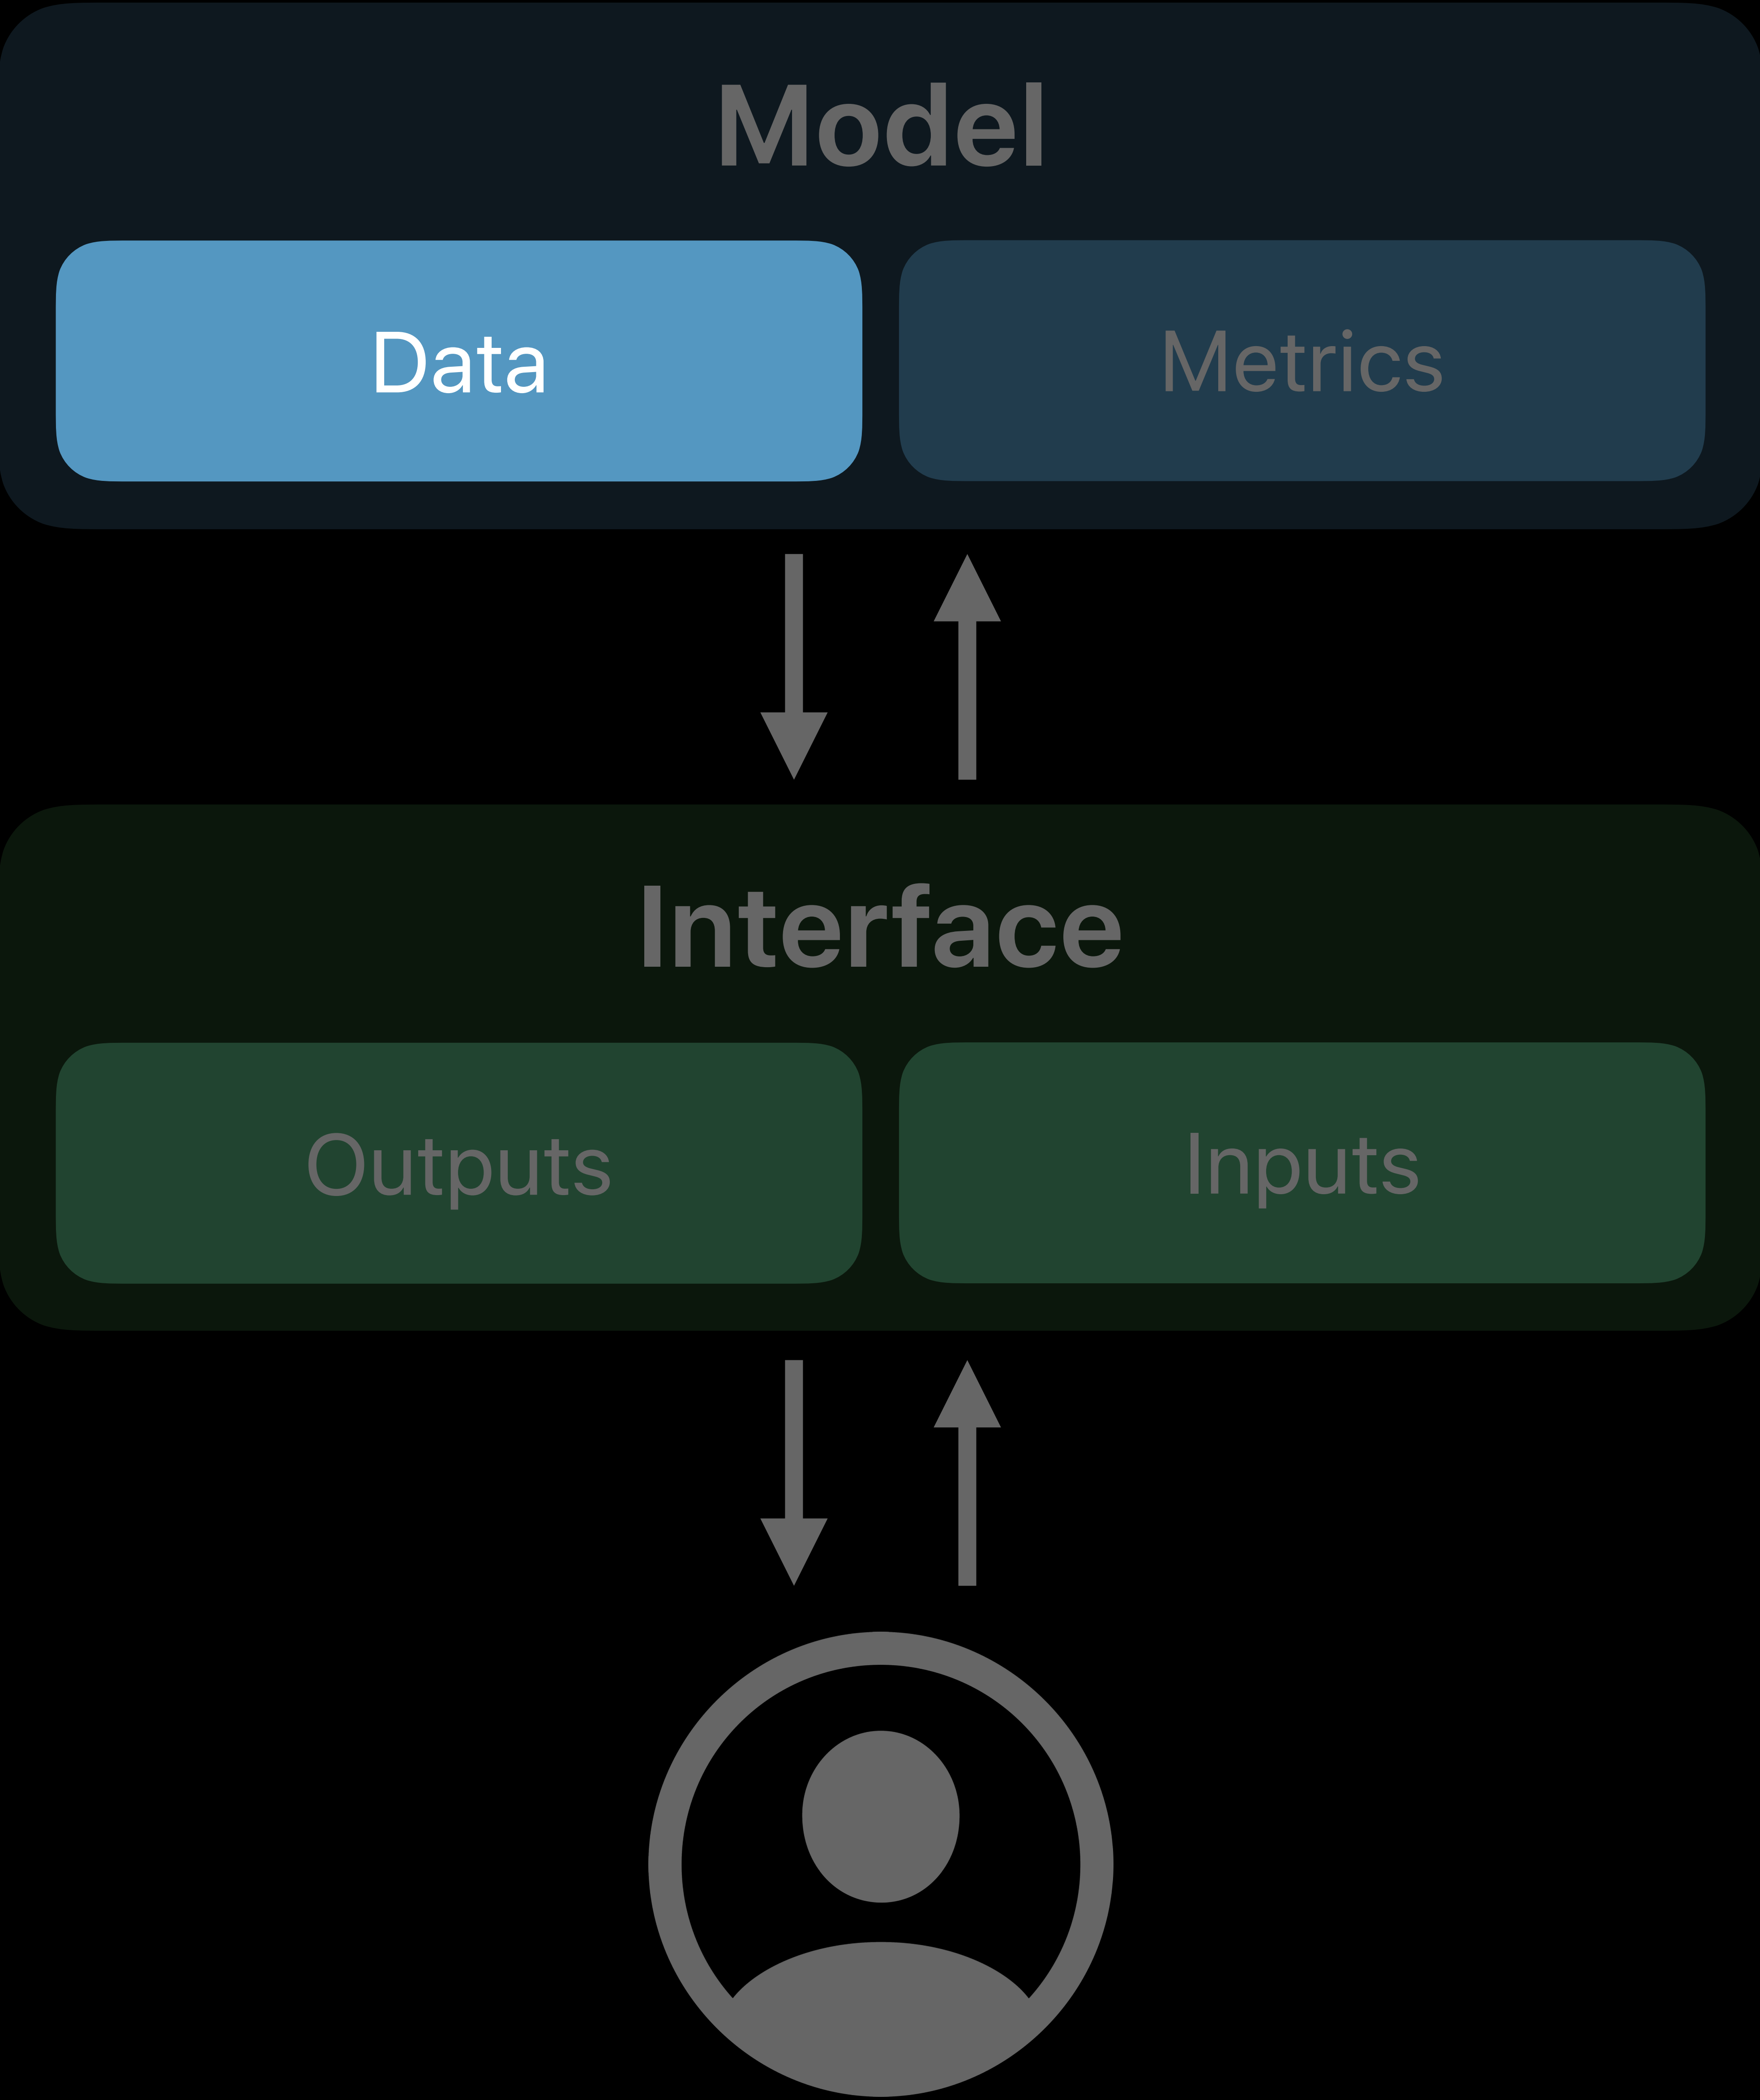 Model
Data
Metrics
Interface
Outputs
Inputs